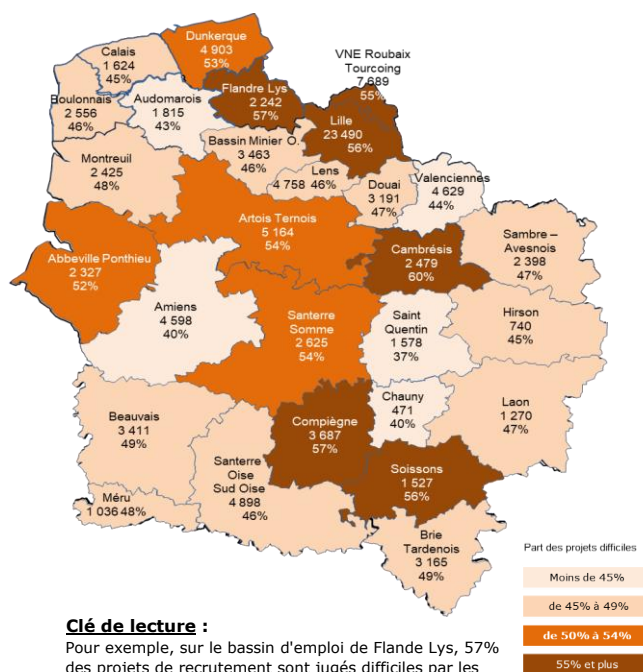 Dunkerque
4 903
53%
Calais
1 624
45%
VNE Roubaix
Tourcoing
7 689
55%
Flandre Lys
2 242
57%
Boulonnais
2 556
46%
Audomarois
1 815
43%
Lille
23 490
56%
Bassin Minier O.
3 463
46%
Montreuil
2 425
48%
Lens
4 758 46%
Douai
3 191
47%
Valenciennes
4 629
44%
Artois Ternois
5 164
54%
Cambrésis
2 479
60%
Sambre –
Avesnois
2 398
47%
Abbeville Ponthieu
2 327
52%
Amiens
4 598
40%
Santerre
Somme
2 625
54%
Saint
Quentin
1 578
37%
Hirson
740
45%
Chauny
471
40%
Laon
1 270
47%
Beauvais
3 411
49%
Compiègne
3 687
57%
Santerre
Oise
Sud Oise
4 898
46%
Soissons
1 527
56%
Méru
1 036 48%
Brie
Tardenois
3 165
49%
Part des projets difficiles
Moins de 45%
de 45% à 49%
de 50% à 54%
55% et plus
Clé de lecture :
Pour exemple, sur le bassin d'emploi de Flande Lys, 57%
des projets de recrutement sont jugés difficiles par les